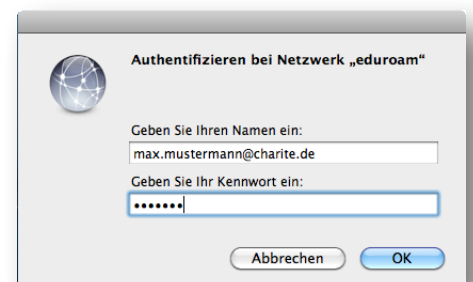 Authentifizieren bei Netzwerk „eduroam“
Geben Sie Ihren Namen ein:
max.mustermann@charite.de
Geben Sie Ihr Kennwort ein:
•••••••
Abbrechen
OK